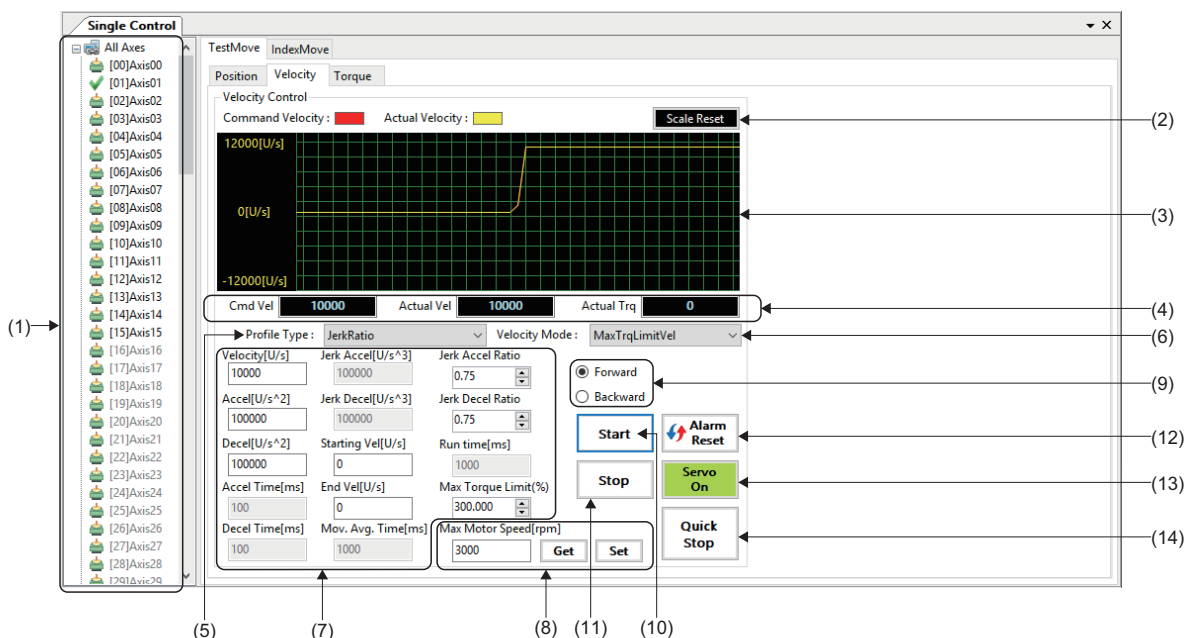 Single Control
All Axes
[00]Axis00
[01]Axis01
[02]Axis02
[03]Axis03
[04]Axis04
[05]Axis05
[06]Axis06
[07]Axis07
[08]Axis08
[09]Axis09
[10]Axis10
[11]Axis11
[12]Axis12
[13]Axis13
[14]Axis14
[15]Axis15
[16]Axis16
[17]Axis17
[18]Axis18
[19]Axis19
[20]Axis20
[21]Axis21
[22]Axis22
[23]Axis23
[24]Axis24
[25]Axis25
[26]Axis26
[27]Axis27
[28]Axis28
[29]Axis29
TestMove IndexMove
Position Velocity Torque
Velocity Control
Command Velocity : Actual Velocity : Scale Reset
12000[U/s]
0[U/s]
-12000[U/s]
Cmd Vel 10000 Actual Vel 10000 Actual Trq 0
Profile Type : JerkRatio Velocity Mode : MaxTrqLimitVel
Velocity[U/s] Jerk Accel[U/s^3] Jerk Accel Ratio
10000 100000 0.75
Accel[U/s^2] Jerk Decel[U/s^3] Jerk Decel Ratio
100000 100000 0.75
Decel[U/s^2] Starting Vel[U/s] Run time[ms]
100000 0 1000
Accel Time[ms] End Vel[U/s] Max Torque Limit(%)
100 0 300.000
Decel Time[ms] Mov. Avg. Time[ms] Max Motor Speed[rpm]
100 1000 3000 Get Set
Forward
Backward
Start
Stop
Alarm
Reset
Servo
On
Quick
Stop
(1)
(2)
(3)
(4)
(6)
(9)
(12)
(13)
(14)
(5) (7) (8) (11) (10)